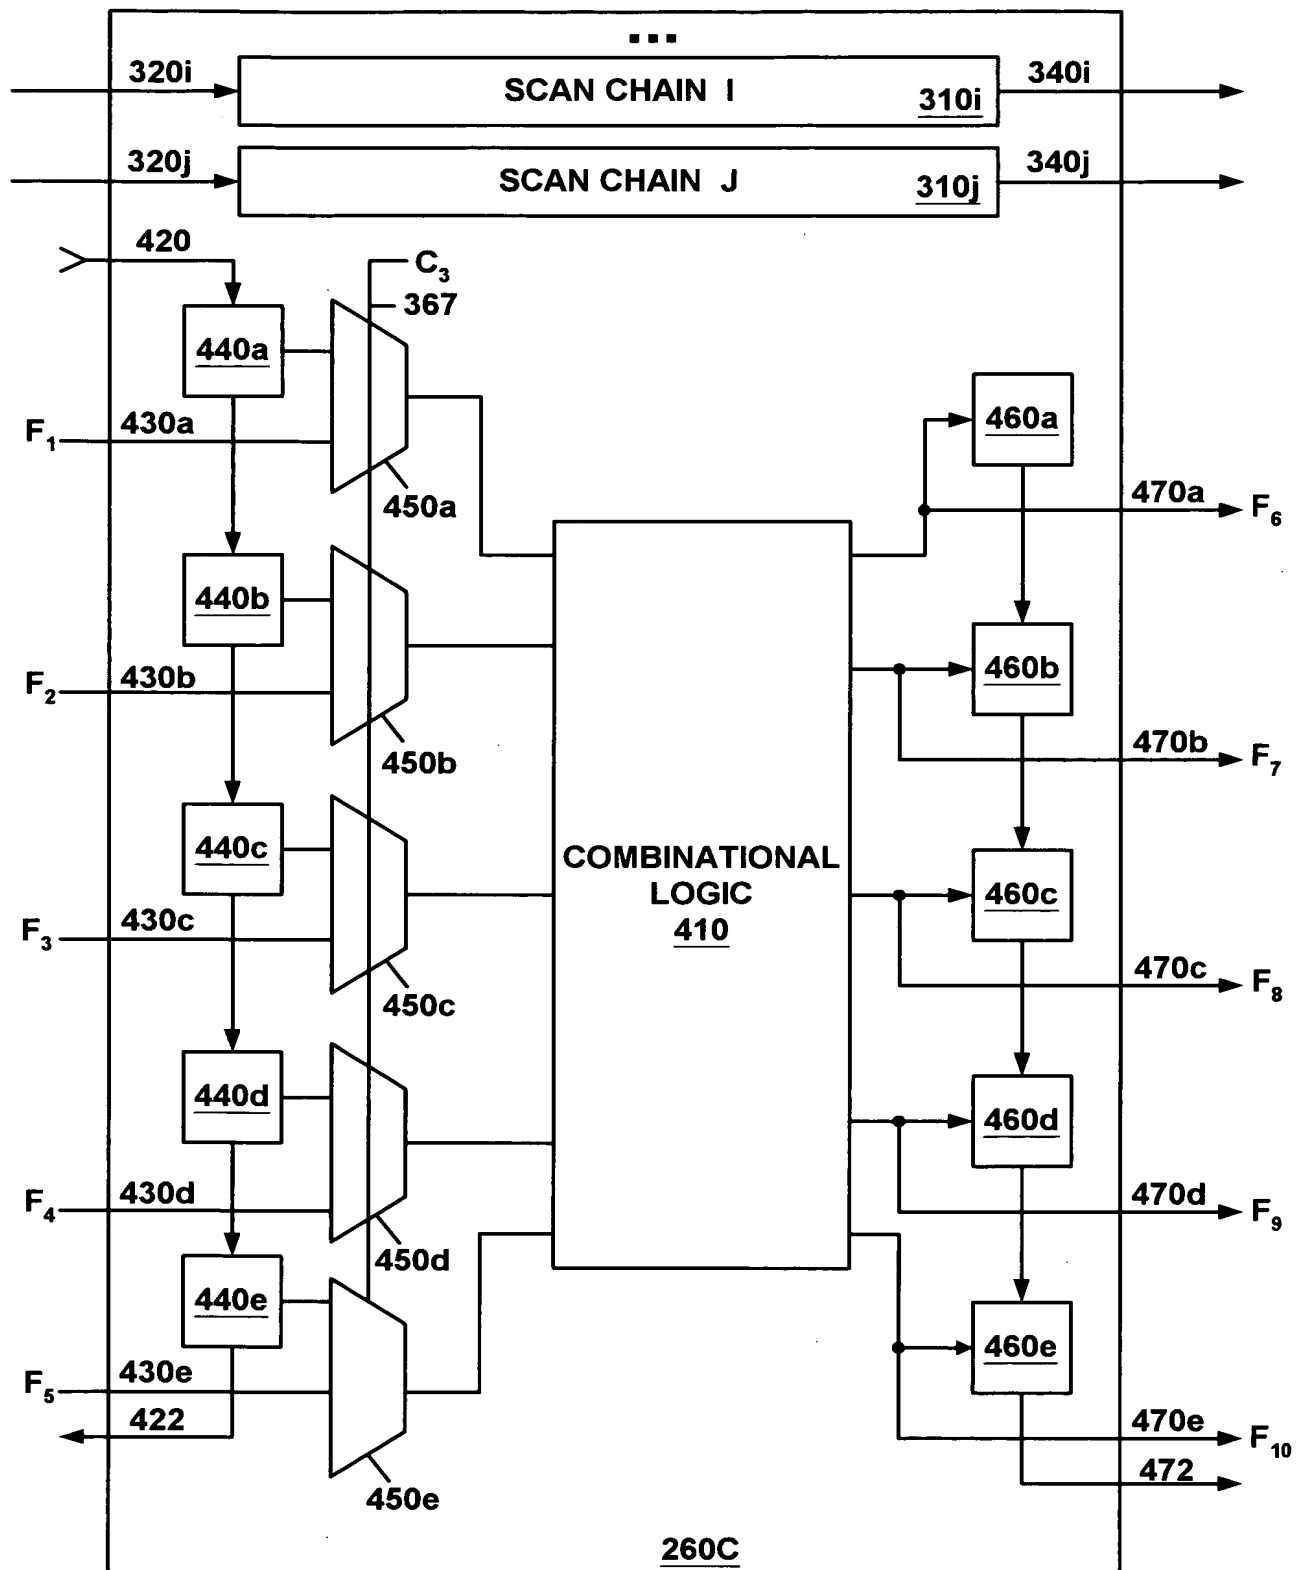 ...
320i SCAN CHAIN I 310i 340i
320j SCAN CHAIN J 310j 340j
420 C3
367
440a
460a
F1 430a
450a
470a F6
440b
460b
F2 430b
450b
470b F7
440c
COMBINATIONAL
LOGIC
410
460c
F3 430c
450c
470c F8
440d
460d
F4 430d
450d
470d F9
440e
460e
F5 430e
422
450e
470e F10
472
260C